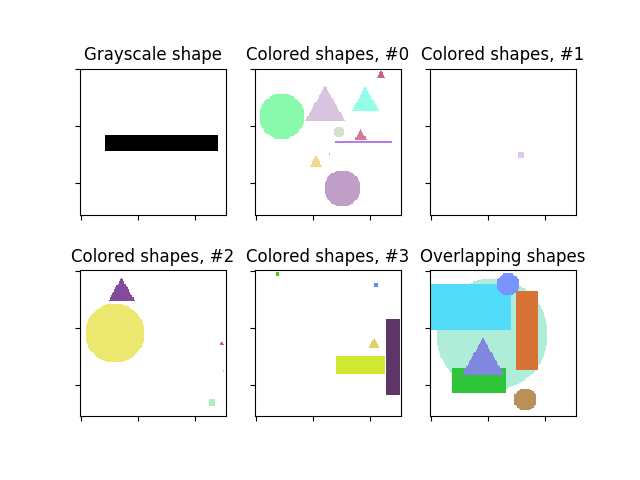 Grayscale shape
Colored shapes, #0
Colored shapes, #1
Colored shapes, #2
Colored shapes, #3
Overlapping shapes